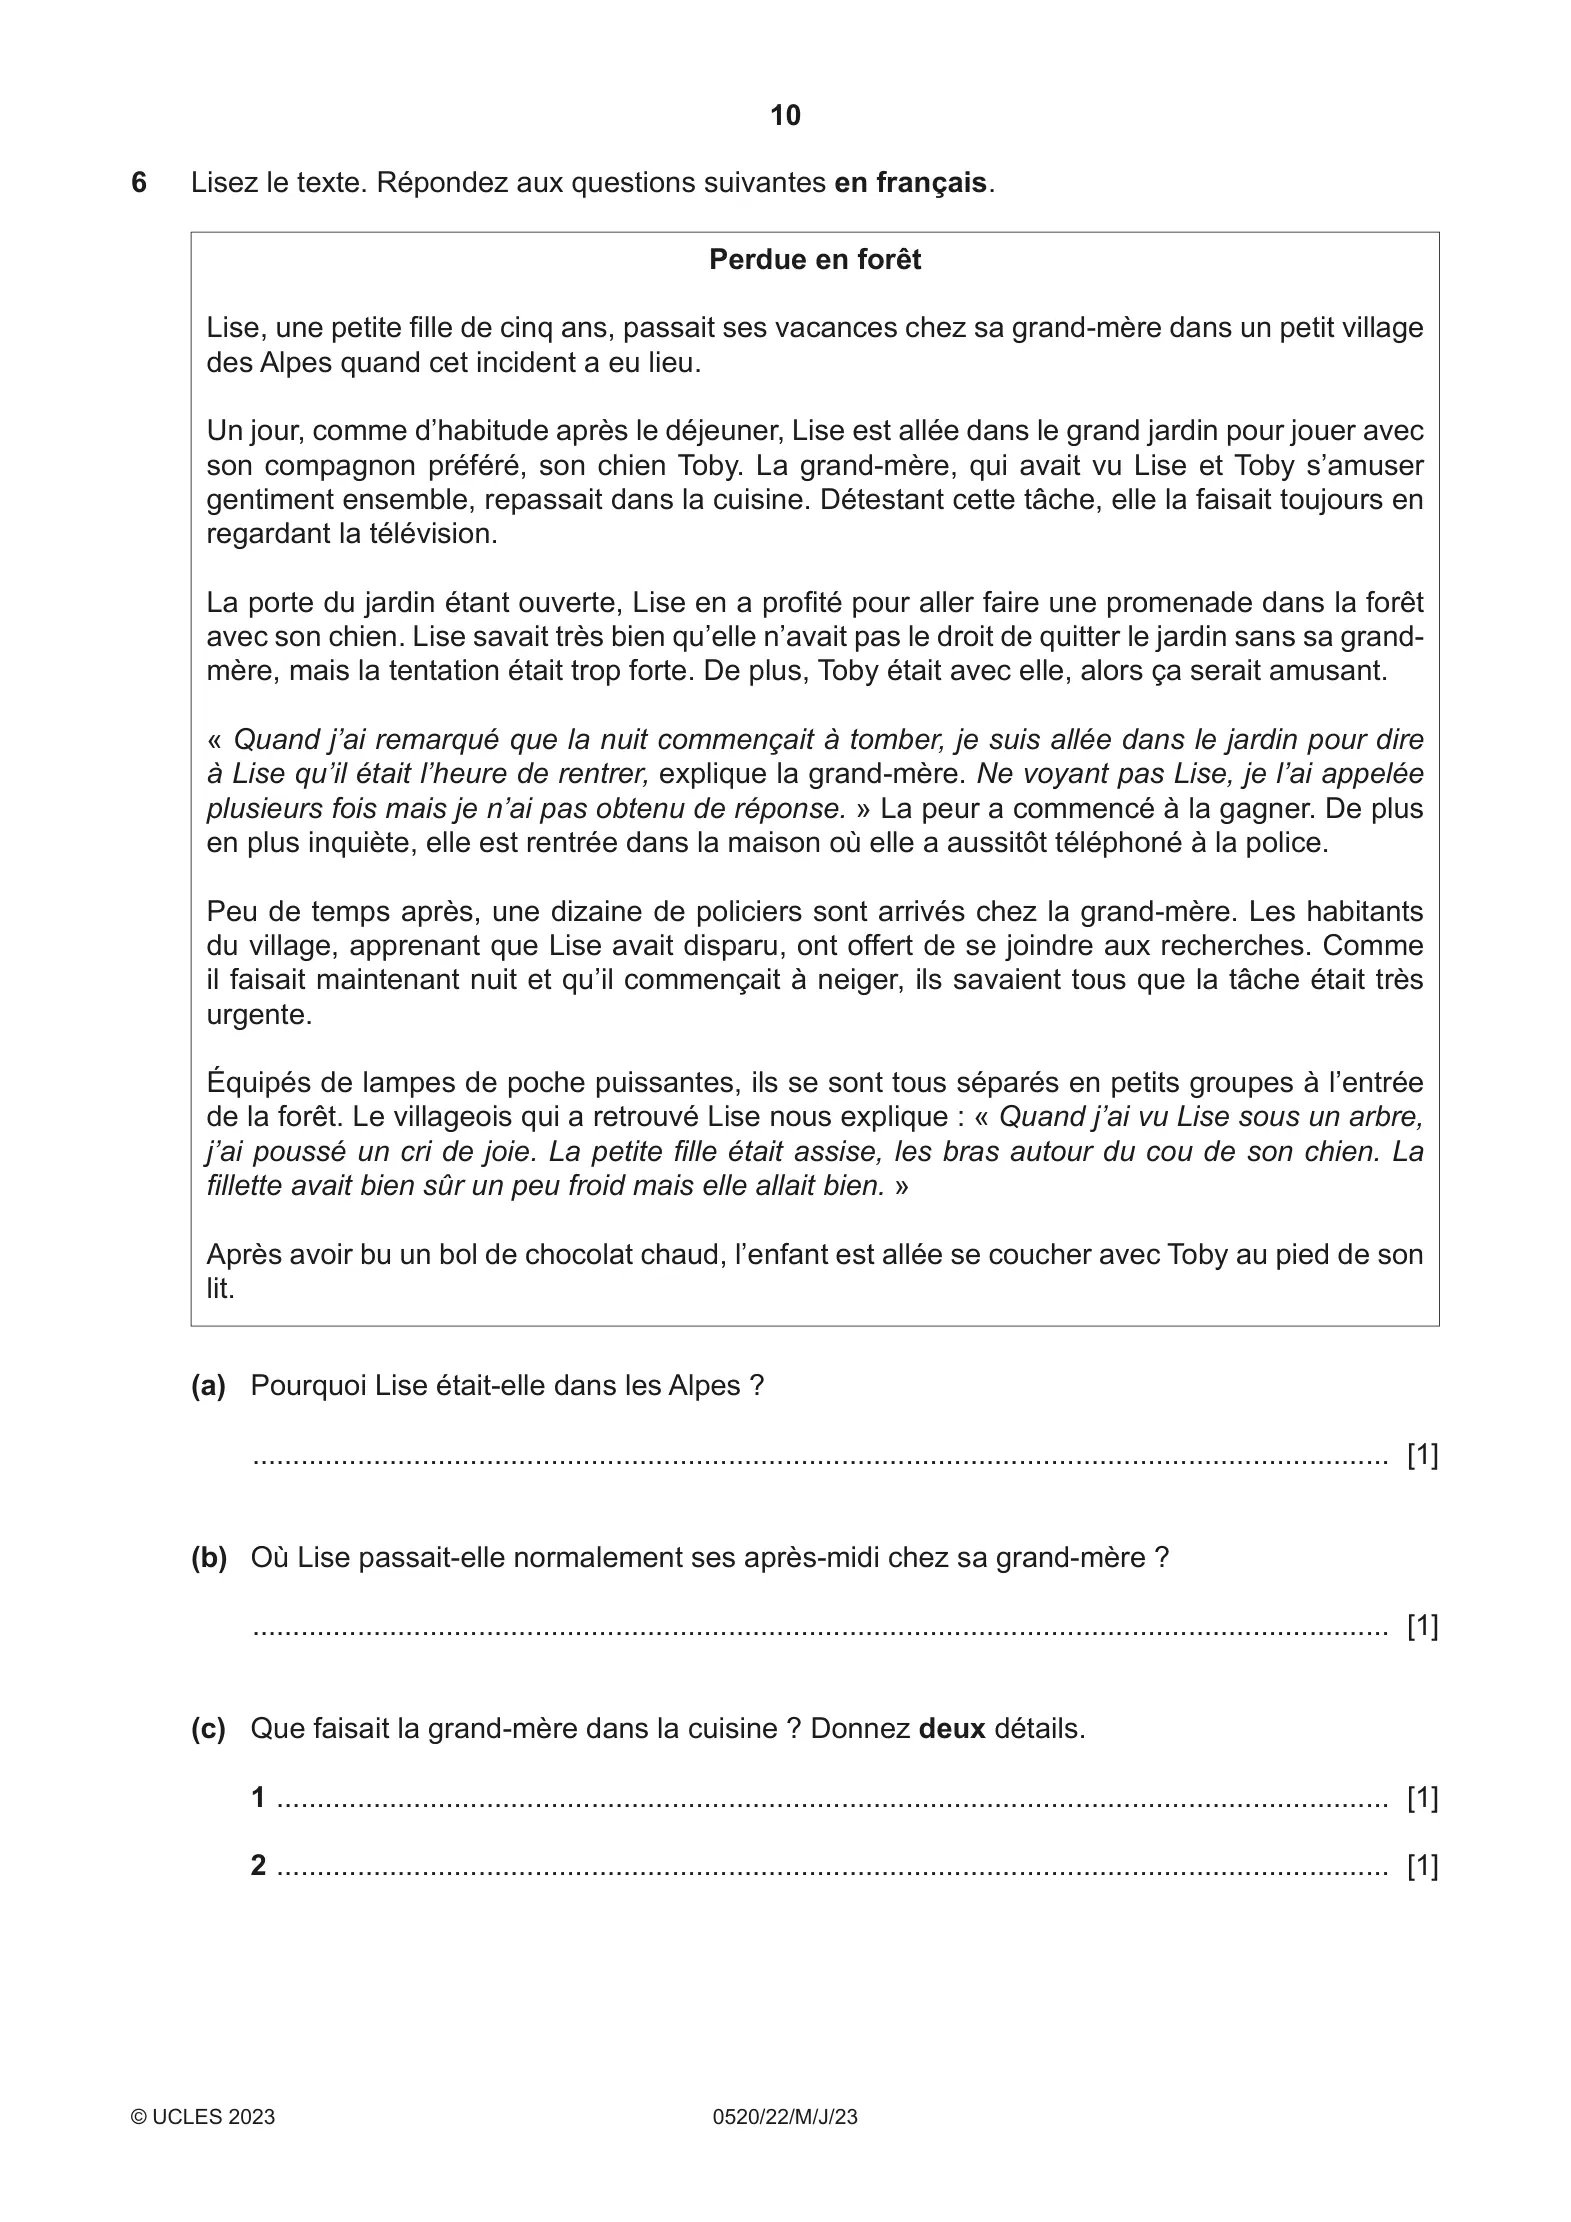 10
6 Lisez le texte. Répondez aux questions suivantes en français.
Perdue en forêt
Lise, une petite fille de cinq ans, passait ses vacances chez sa grand-mère dans un petit village
des Alpes quand cet incident a eu lieu.
Un jour, comme d’habitude après le déjeuner, Lise est allée dans le grand jardin pour jouer avec
son compagnon préféré, son chien Toby. La grand-mère, qui avait vu Lise et Toby s’amuser
gentiment ensemble, repassait dans la cuisine. Détestant cette tâche, elle la faisait toujours en
regardant la télévision.
La porte du jardin étant ouverte, Lise en a profité pour aller faire une promenade dans la forêt
avec son chien. Lise savait très bien qu’elle n’avait pas le droit de quitter le jardin sans sa grand-
mère, mais la tentation était trop forte. De plus, Toby était avec elle, alors ça serait amusant.
« Quand j’ai remarqué que la nuit commençait à tomber, je suis allée dans le jardin pour dire
à Lise qu’il était l’heure de rentrer, explique la grand-mère. Ne voyant pas Lise, je l’ai appelée
plusieurs fois mais je n’ai pas obtenu de réponse. » La peur a commencé à la gagner. De plus
en plus inquiète, elle est rentrée dans la maison où elle a aussitôt téléphoné à la police.
Peu de temps après, une dizaine de policiers sont arrivés chez la grand-mère. Les habitants
du village, apprenant que Lise avait disparu, ont offert de se joindre aux recherches. Comme
il faisait maintenant nuit et qu’il commençait à neiger, ils savaient tous que la tâche était très
urgente.
Équipés de lampes de poche puissantes, ils se sont tous séparés en petits groupes à l’entrée
de la forêt. Le villageois qui a retrouvé Lise nous explique : « Quand j’ai vu Lise sous un arbre,
j’ai poussé un cri de joie. La petite fille était assise, les bras autour du cou de son chien. La
fillette avait bien sûr un peu froid mais elle allait bien. »
Après avoir bu un bol de chocolat chaud, l’enfant est allée se coucher avec Toby au pied de son
lit.
(a) Pourquoi Lise était-elle dans les Alpes ?
[1]
(b) Où Lise passait-elle normalement ses après-midi chez sa grand-mère ?
[1]
(c) Que faisait la grand-mère dans la cuisine ? Donnez deux détails.
1 [1]
2 [1]
© UCLES 2023 0520/22/M/J/23